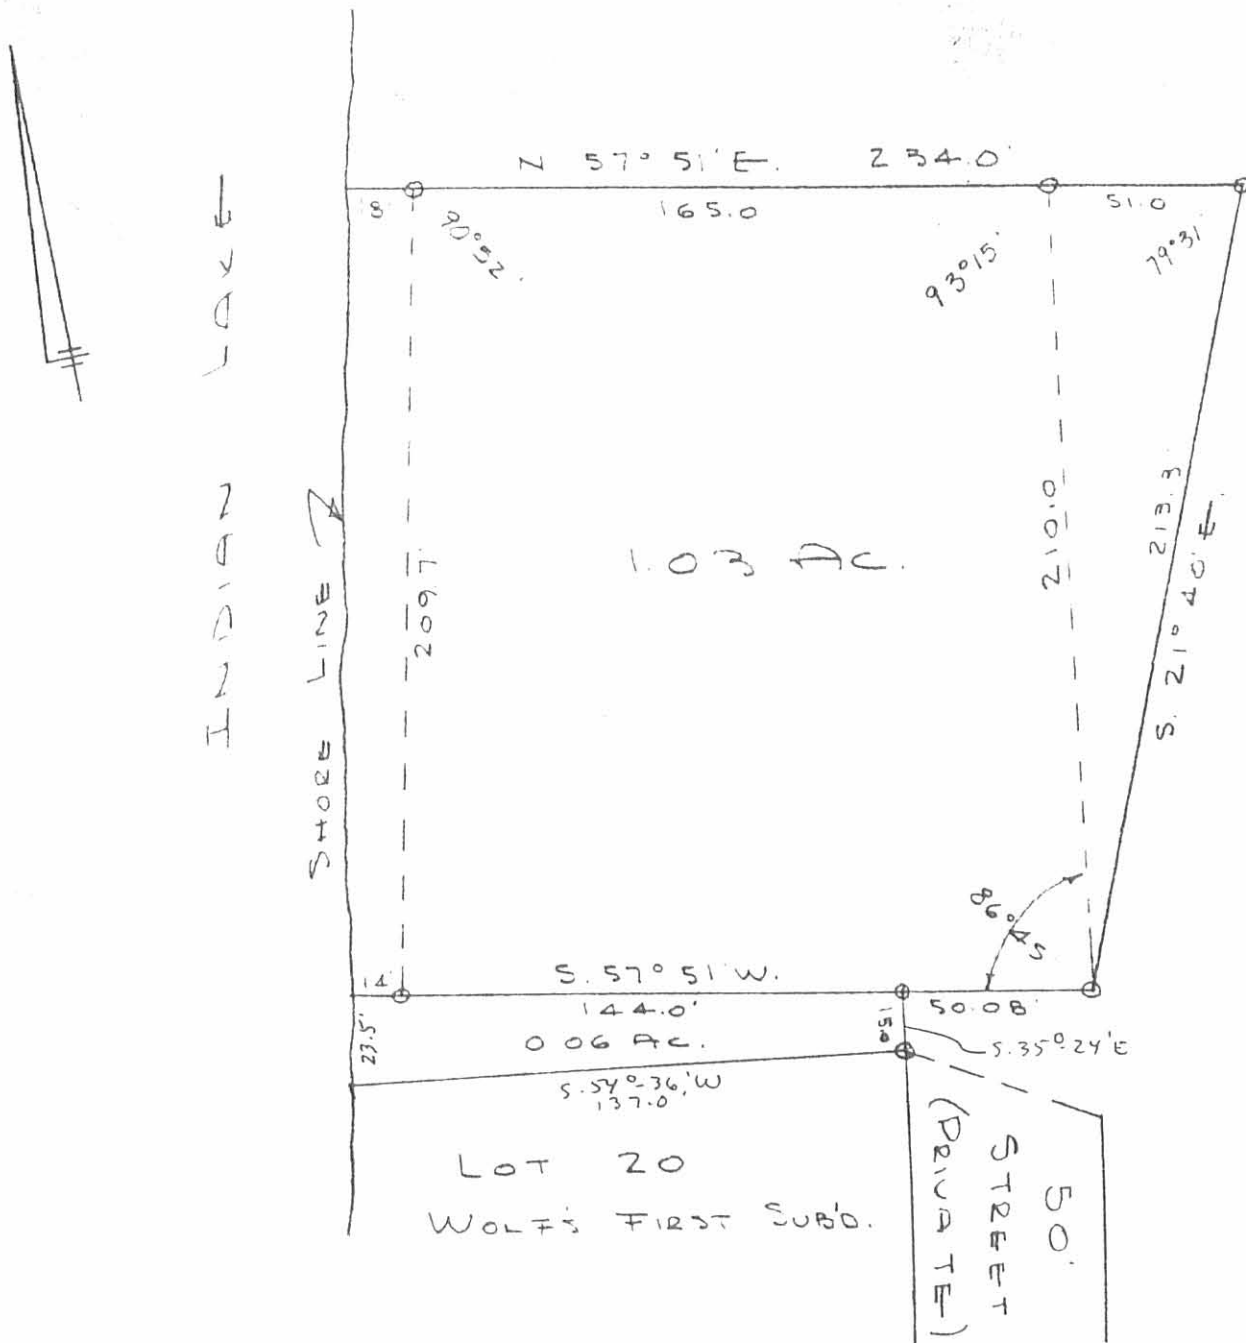 N 57° 51' E. 234.0'
18'
165.0
51.0
90°52'
93°15'
79°31'
INDIAN LAKE
SHORE LINE
209.7
1.03 AC.
210.0
213.3
S. 21° 40' E.
86°45'
14'
S. 57° 51' W.
144.0'
50.08'
23.5'
0.06 AC.
15.0
S. 35°-24' E
S. 54°-36' W
137.0'
LOT 20
WOLF'S FIRST SUB'D.
50'
STREET
(PRIVATE)